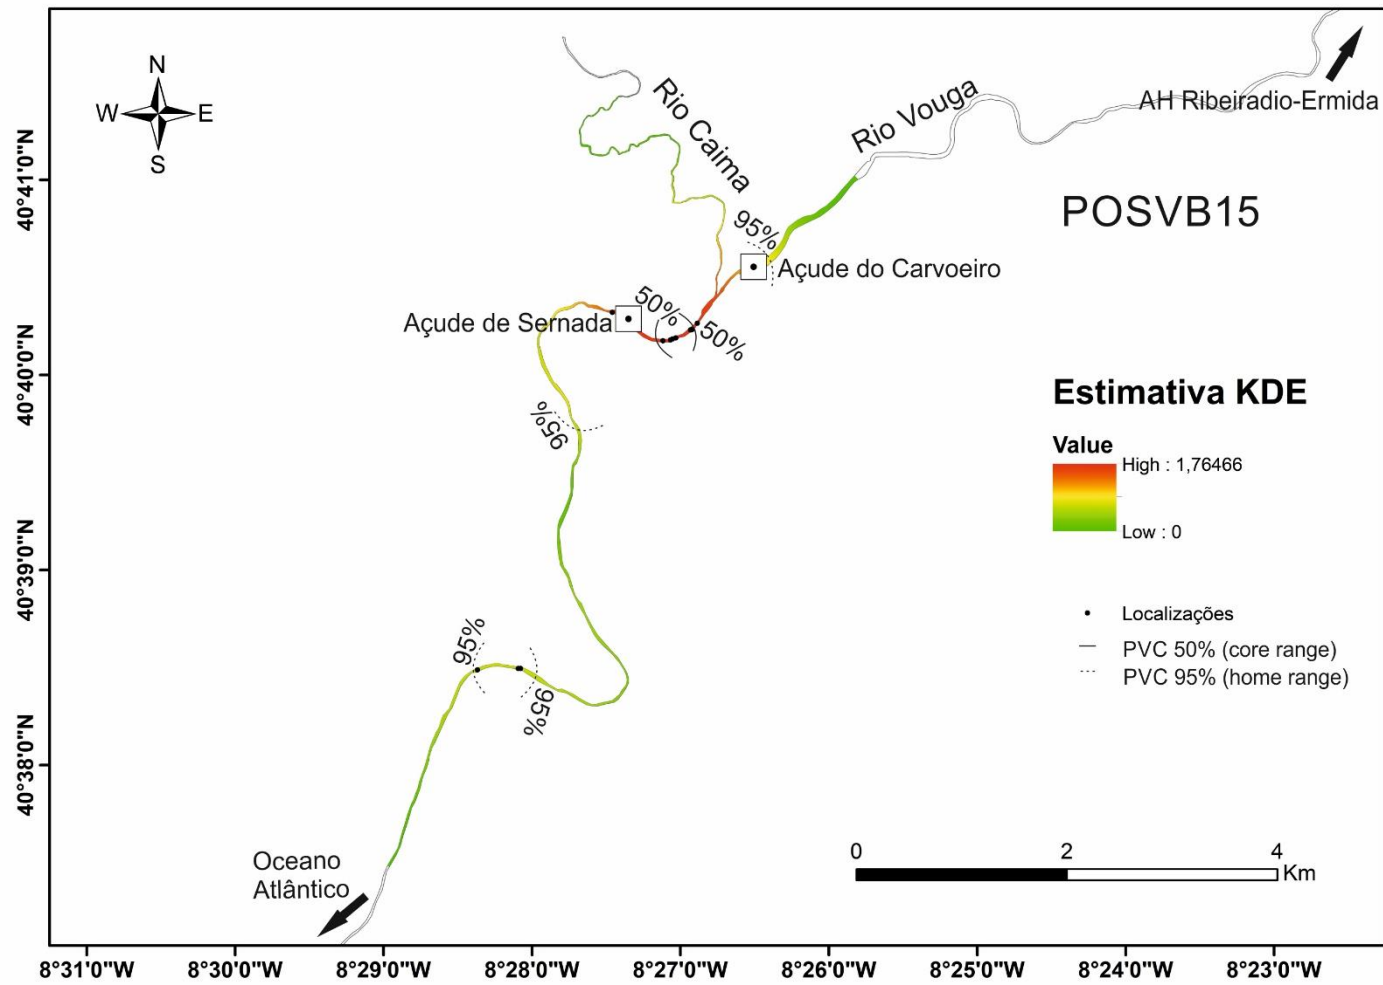 N
W
E
S
Rio Caima
Rio Vouga
AH Ribeiradio-Ermida
POSVB15
95%
Açude do Carvoeiro
50%
Açude de Sernada
50%
95%
95%
95%
Estimativa KDE
Value
High : 1,76466
Low : 0
Localizações
PVC 50% (core range)
PVC 95% (home range)
0 2 4
Km
Oceano
Atlântico
40°41'0"N
40°40'0"N
40°39'0"N
40°38'0"N
8°31'0"W 8°30'0"W 8°29'0"W 8°28'0"W 8°27'0"W 8°26'0"W 8°25'0"W 8°24'0"W 8°23'0"W